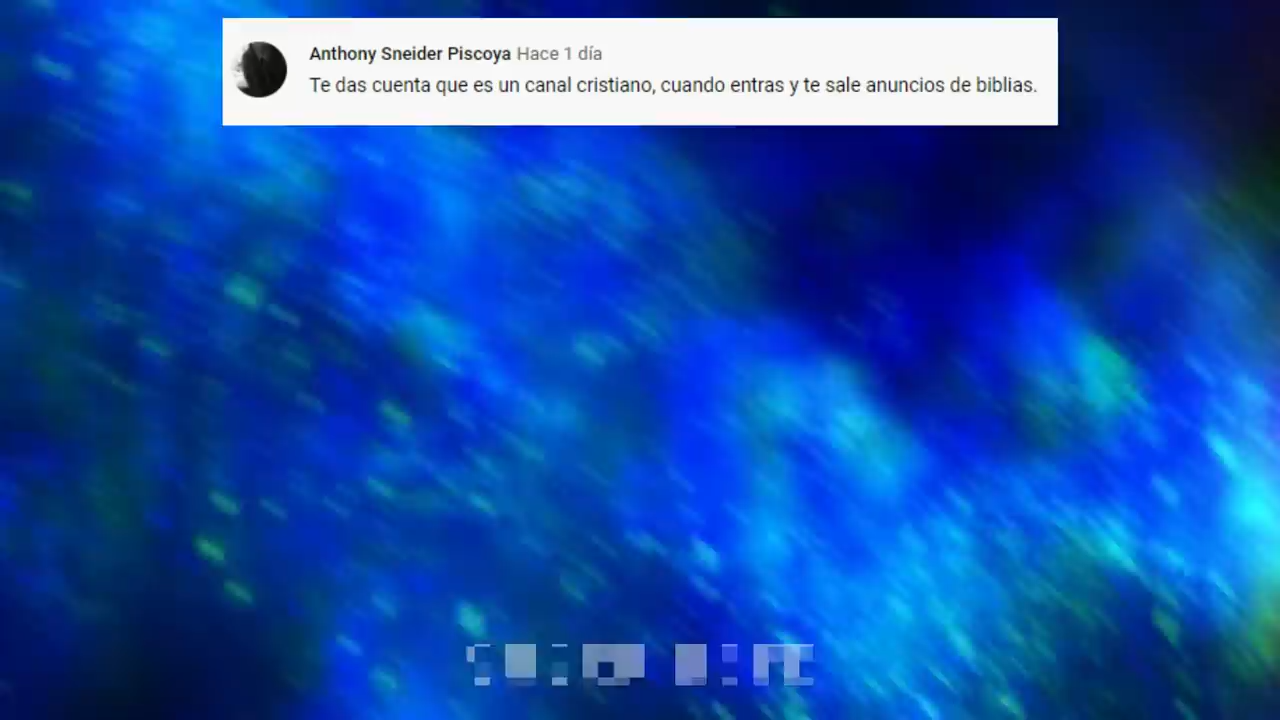 Anthony Sneider Piscoya Hace 1 día
Te das cuenta que es un canal cristiano, cuando entras y te sale anuncios de biblias.